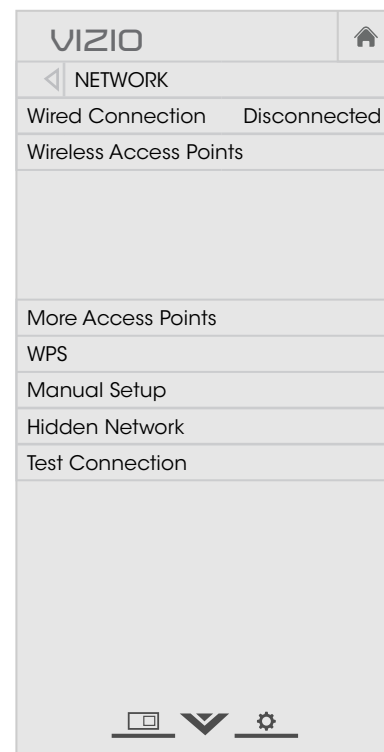 VIZIO
NETWORK
Wired Connection Disconnected
Wireless Access Points
More Access Points
WPS
Manual Setup
Hidden Network
Test Connection